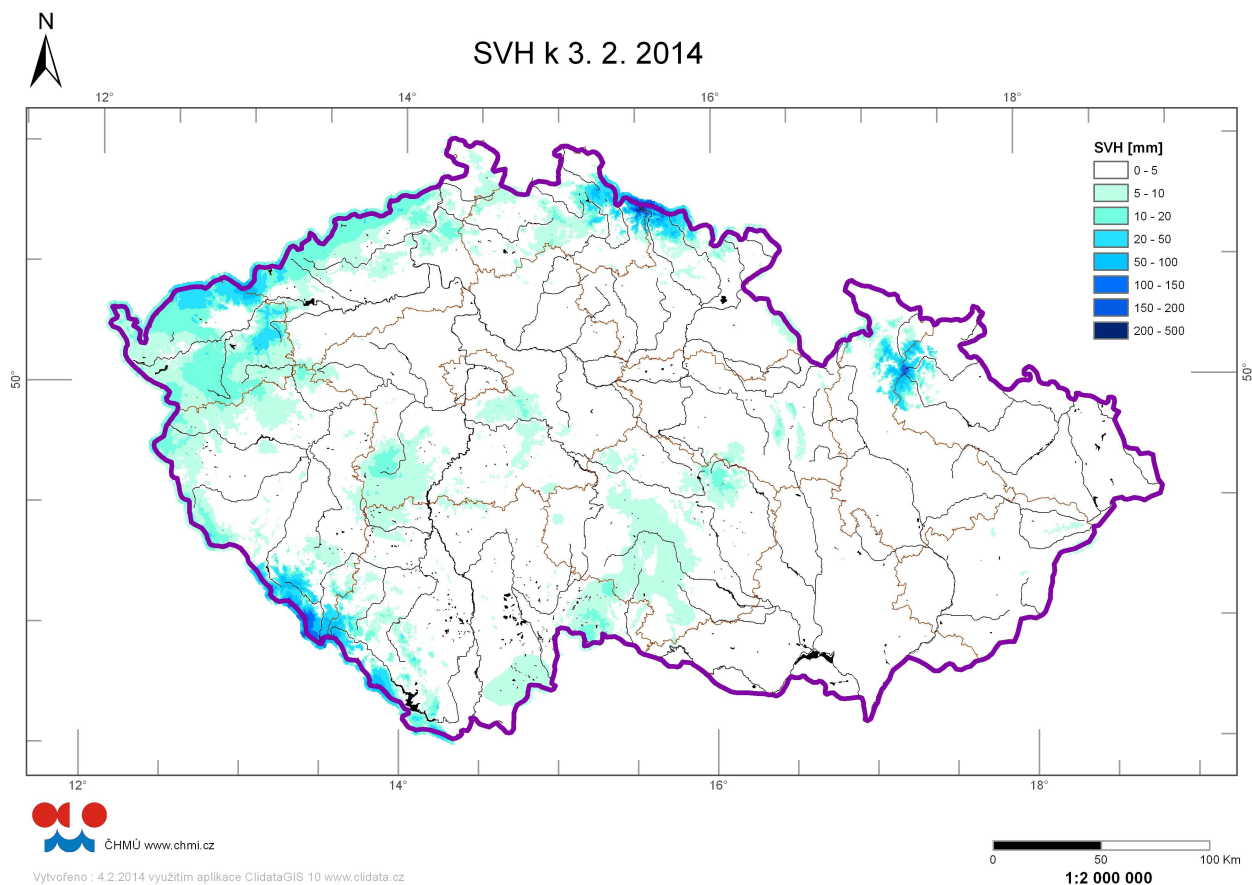 N
SVH k 3. 2. 2014
12° 14° 16° 18°
SVH [mm]
0 - 5
5 - 10
10 - 20
20 - 50
50 - 100
100 - 150
150 - 200
200 - 500
50° 50°
12° 14° 16° 18°
ČHMÚ www.chmi.cz
0 50 100 Km
1:2 000 000
Vytvořeno : 4.2.2014 využitím aplikace ClidataGIS 10 www.clidata.cz